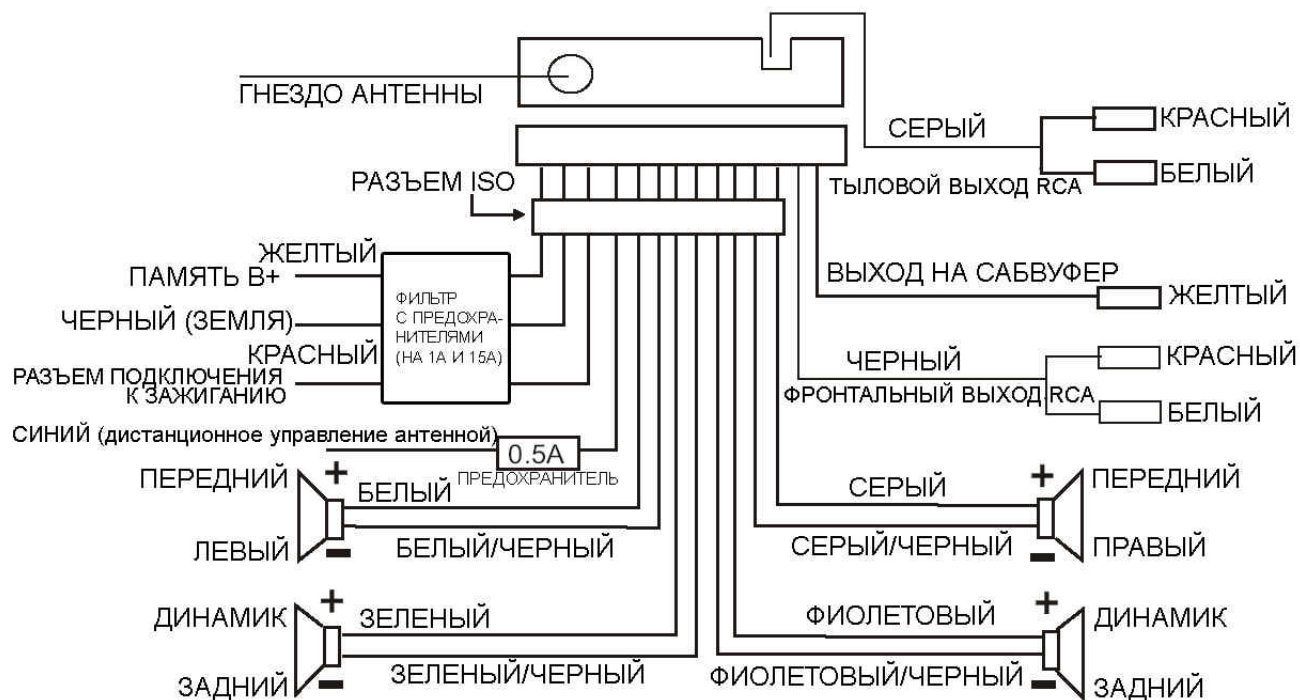 ГНЕЗДО АНТЕННЫ
СЕРЫЙ
КРАСНЫЙ
БЕЛЫЙ
ТЫЛОВОЙ ВЫХОД RCA
РАЗЪЕМ ISO
ЖЕЛТЫЙ
ПАМЯТЬ B+
ЧЕРНЫЙ (ЗЕМЛЯ)
КРАСНЫЙ
РАЗЪЕМ ПОДКЛЮЧЕНИЯ
К ЗАЖИГАНИЮ
ФИЛЬТР
С ПРЕДОХРА-
НИТЕЛЯМИ
(НА 1А И 15А)
ВЫХОД НА САБВУФЕР
ЖЕЛТЫЙ
ЧЕРНЫЙ
КРАСНЫЙ
ФРОНТАЛЬНЫЙ ВЫХОД RCA
БЕЛЫЙ
СИНИЙ (дистанционное управление антенной)
0.5A
ПРЕДОХРАНИТЕЛЬ
ПЕРЕДНИЙ
+
БЕЛЫЙ
ЛЕВЫЙ
−
БЕЛЫЙ/ЧЕРНЫЙ
СЕРЫЙ
+
ПЕРЕДНИЙ
СЕРЫЙ/ЧЕРНЫЙ
−
ПРАВЫЙ
ДИНАМИК
+
ЗЕЛЕНЫЙ
ЗАДНИЙ
−
ЗЕЛЕНЫЙ/ЧЕРНЫЙ
ФИОЛЕТОВЫЙ
+
ДИНАМИК
ФИОЛЕТОВЫЙ/ЧЕРНЫЙ
−
ЗАДНИЙ